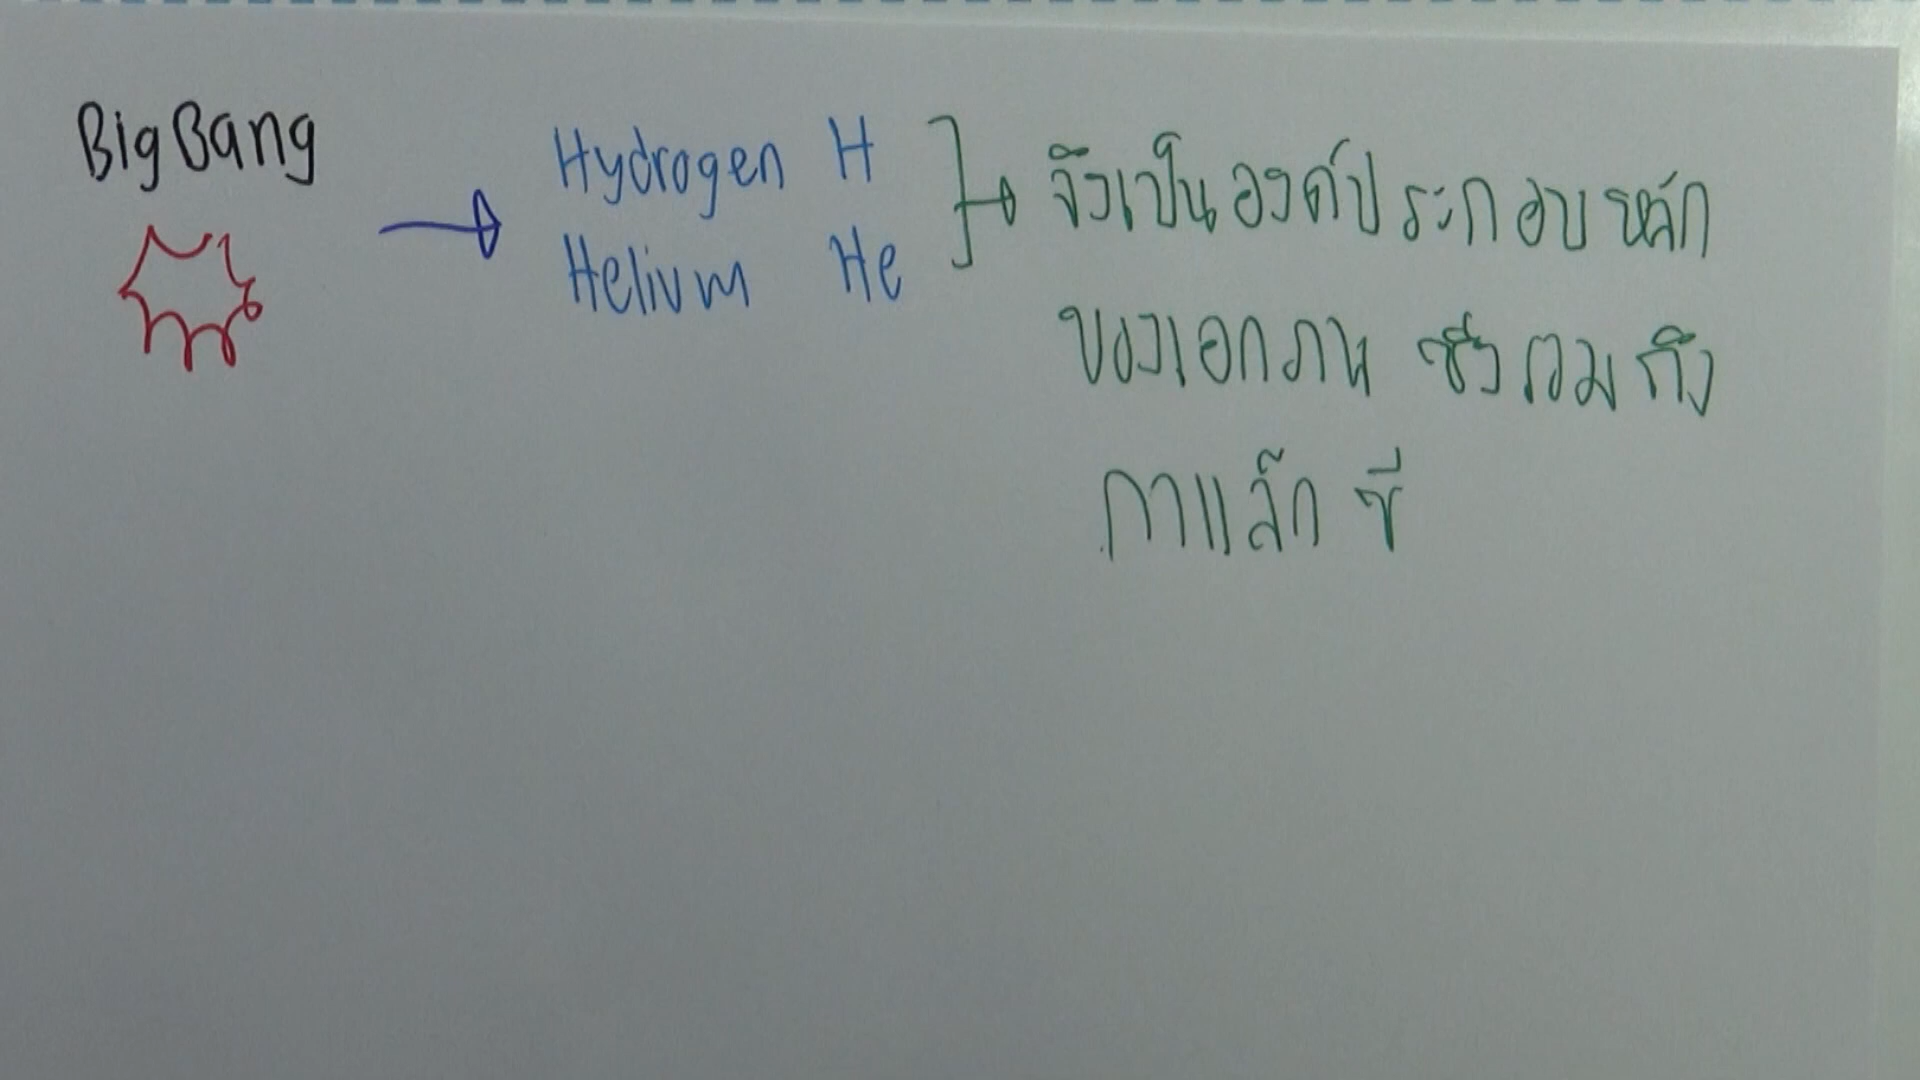 Big Bang
Hydrogen H
Helium He
จึงเป็นองค์ประกอบหลัก
ของเอกภพ ซึ่งรวมถึง
กาแล็กซี